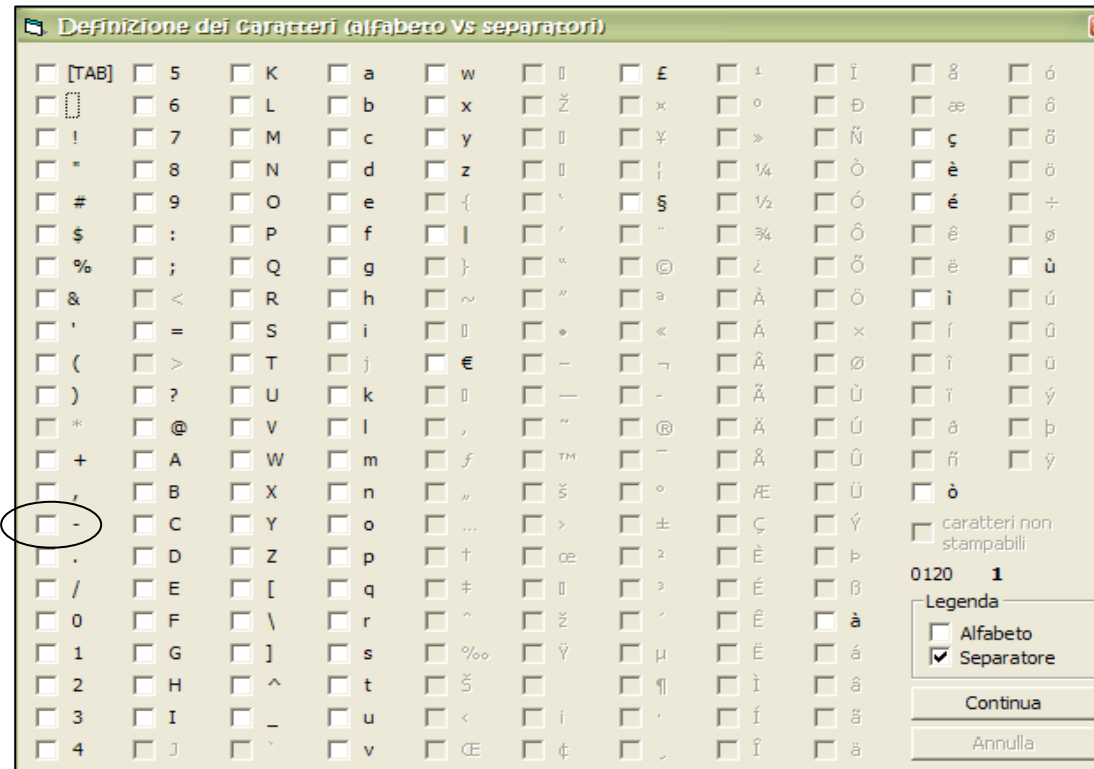 Definizione dei Caratteri (alfabeto Vs separatori)
[TAB] 5 K a w £ ¹ Ï å ó
6 L b x Ž ¤ º Ð æ ô
! 7 M c y ¥ » Ñ ç õ
" 8 N d z ¦ ¼ Ò è ö
# 9 O e { ‘ § ½ Ó é ÷
$ : P f | ’ ¨ ¾ Ô ê ø
% ; Q g } “ © ¿ Õ ë ù
& < R h ~ ” ª À Ö ì ú
' = S i • « Á × í û
( > T j € – ¬ Â Ø î ü
) ? U k — - Ã Ù ï ý
* @ V l ‚ ˜ ® Ä Ú ð þ
+ A W m ƒ ™ ¯ Å Û ñ ÿ
, B X n „ š ° Æ Ü ò
- C Y o … › ± Ç Ý caratteri non
. D Z p † œ ² È Þ stampabili
/ E [ q ‡ ³ É ß 0120 1
0 F \ r ˆ ž ´ Ê à Legenda
Alfabeto
1 G ] s ‰ Ÿ µ Ë á Separatore
2 H ^ t Š ¶ Ì â
3 I _ u ‹ ¡ · Í ã Continua
4 J ` v Œ ¢ ¸ Î ä Annulla